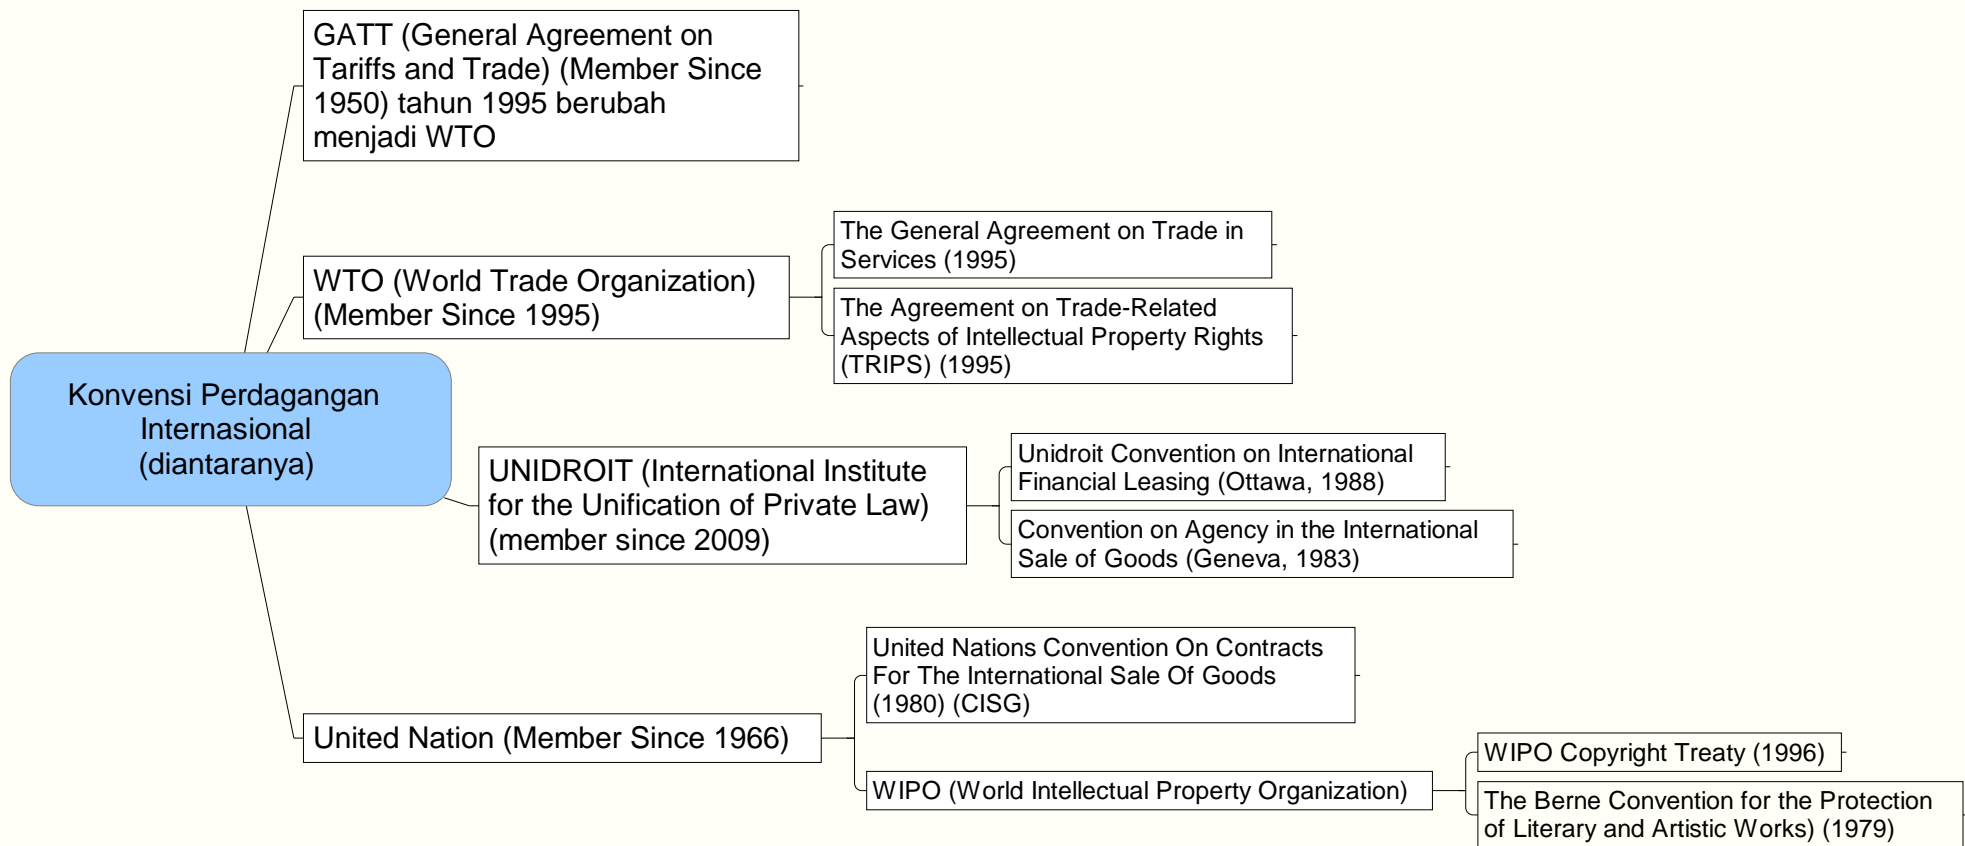 GATT (General Agreement on
Tariffs and Trade) (Member Since
1950) tahun 1995 berubah
menjadi WTO
WTO (World Trade Organization)
(Member Since 1995)
The General Agreement on Trade in
Services (1995)
The Agreement on Trade-Related
Aspects of Intellectual Property Rights
(TRIPS) (1995)
Konvensi Perdagangan
Internasional
(diantaranya)
UNIDROIT (International Institute
for the Unification of Private Law)
(member since 2009)
Unidroit Convention on International
Financial Leasing (Ottawa, 1988)
Convention on Agency in the International
Sale of Goods (Geneva, 1983)
United Nation (Member Since 1966)
United Nations Convention On Contracts
For The International Sale Of Goods
(1980) (CISG)
WIPO (World Intellectual Property Organization)
WIPO Copyright Treaty (1996)
The Berne Convention for the Protection
of Literary and Artistic Works) (1979)